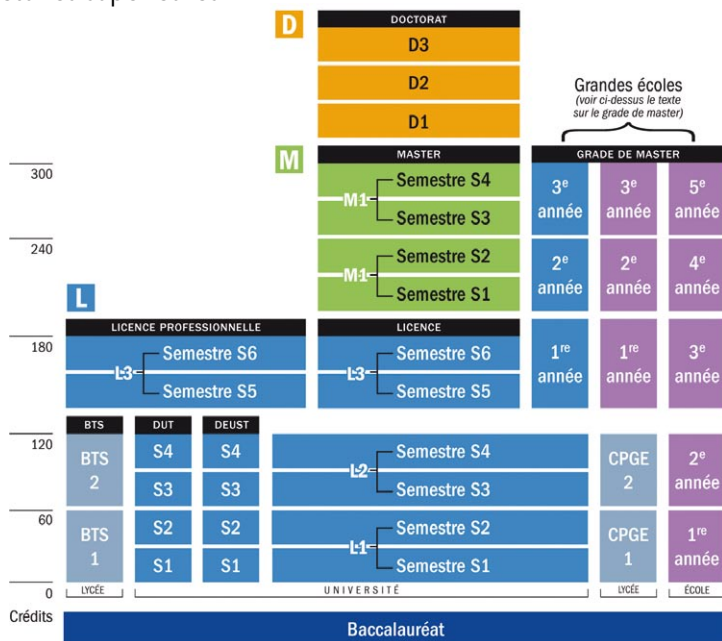 D
DOCTORAT
D3
D2
D1
Grandes écoles
(voir ci-dessus le texte
sur le grade de master)
M
MASTER
GRADE DE MASTER
300
M1
Semestre S4
Semestre S3
3e année
3e année
5e année
240
M1
Semestre S2
Semestre S1
2e année
2e année
4e année
L
180
LICENCE PROFESSIONNELLE
LICENCE
L3
Semestre S6
Semestre S5
L3
Semestre S6
Semestre S5
1re année
1re année
3e année
120
BTS
DUT
DEUST
BTS 2
S4
S3
S4
S3
L2
Semestre S4
Semestre S3
CPGE 2
2e année
60
BTS 1
S2
S1
S2
S1
L1
Semestre S2
Semestre S1
CPGE 1
1re année
0
LYCÉE
UNIVERSITÉ
LYCÉE
ÉCOLE
Crédits
Baccalauréat